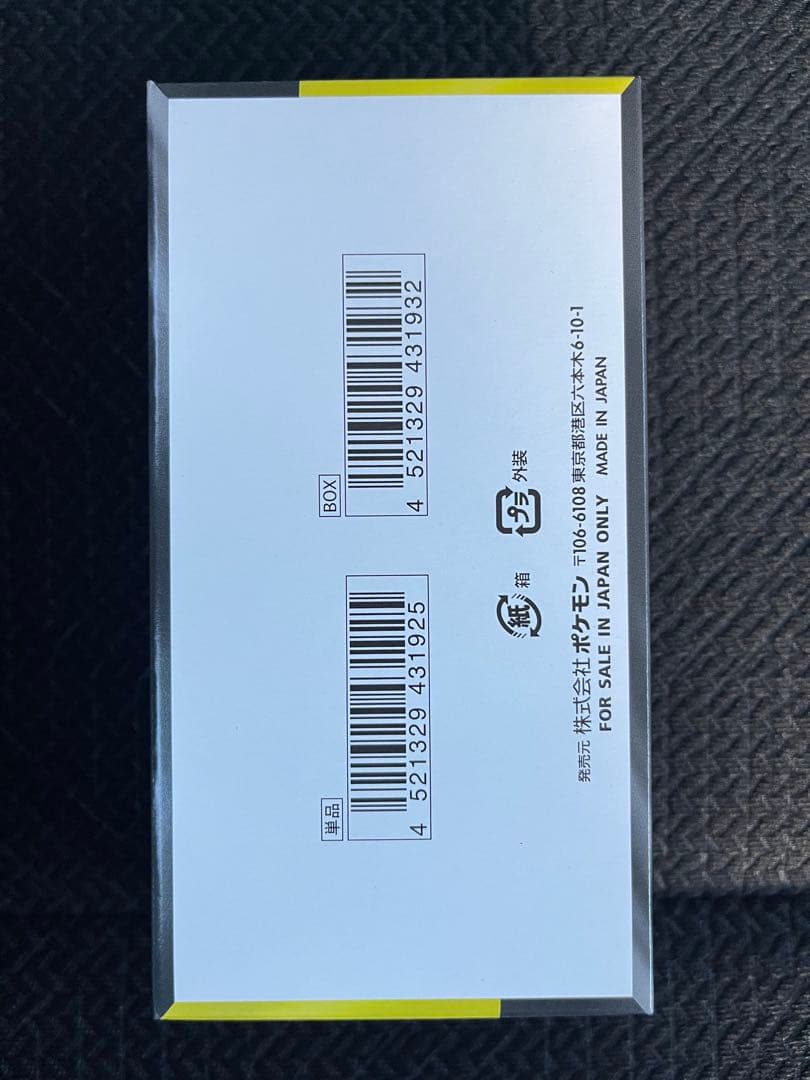 単品
4 521329 431925
BOX
4 521329 431932
紙 箱
プラ 外装
発売元 株式会社ポケモン 〒106-6108 東京都港区六本木6-10-1
FOR SALE IN JAPAN ONLY MADE IN JAPAN